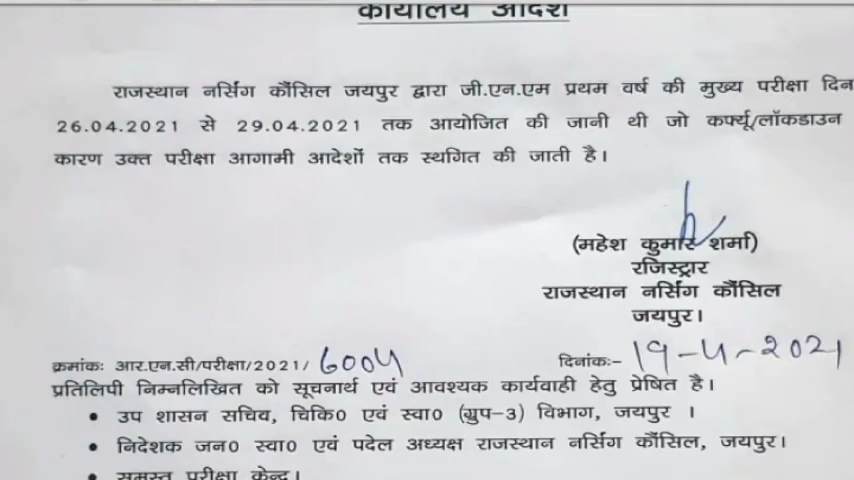 कार्यालय आदेश
राजस्थान नर्सिंग कौंसिल जयपुर द्वारा जी.एन.एम प्रथम वर्ष की मुख्य परीक्षा दिन
26.04.2021 से 29.04.2021 तक आयोजित की जानी थी जो कर्फ्यू/लॉकडाउन
कारण उक्त परीक्षा आगामी आदेशों तक स्थगित की जाती है।
(महेश कुमार शर्मा)
रजिस्ट्रार
राजस्थान नर्सिंग कौंसिल
जयपुर।
क्रमांकः आर.एन.सी/परीक्षा/2021/ 6004 दिनांकः- 19-4-2021
प्रतिलिपी निम्नलिखित को सूचनार्थ एवं आवश्यक कार्यवाही हेतु प्रेषित है।
• उप शासन सचिव, चिकि0 एवं स्वा0 (ग्रुप-3) विभाग, जयपुर ।
• निदेशक जन0 स्वा0 एवं पदेल अध्यक्ष राजस्थान नर्सिंग कौंसिल, जयपुर।
• समस्त परीक्षा केन्द्र।